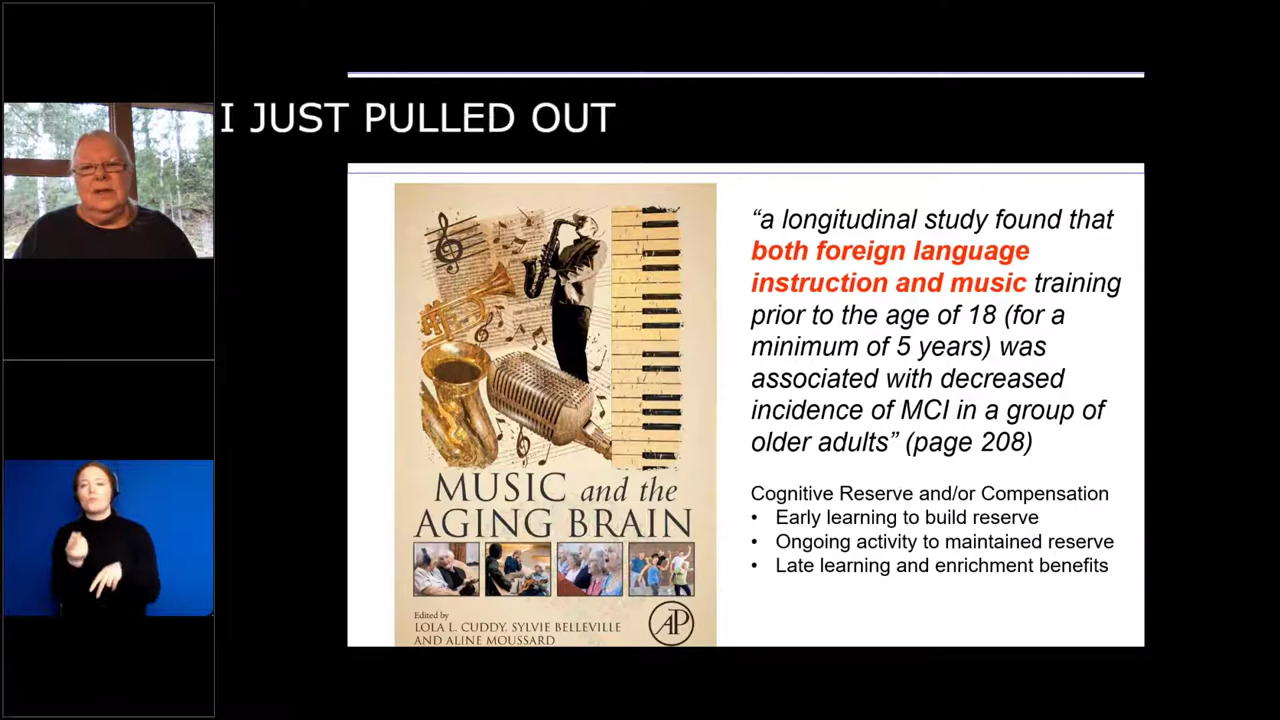 I JUST PULLED OUT
“a longitudinal study found that
both foreign language
instruction and music training
prior to the age of 18 (for a
minimum of 5 years) was
associated with decreased
incidence of MCI in a group of
older adults” (page 208)
Cognitive Reserve and/or Compensation
• Early learning to build reserve
• Ongoing activity to maintained reserve
• Late learning and enrichment benefits
MUSIC and the
AGING BRAIN
Edited by
LOLA L. CUDDY, SYLVIE BELLEVILLE
AND ALINE MOUSSARD
AP